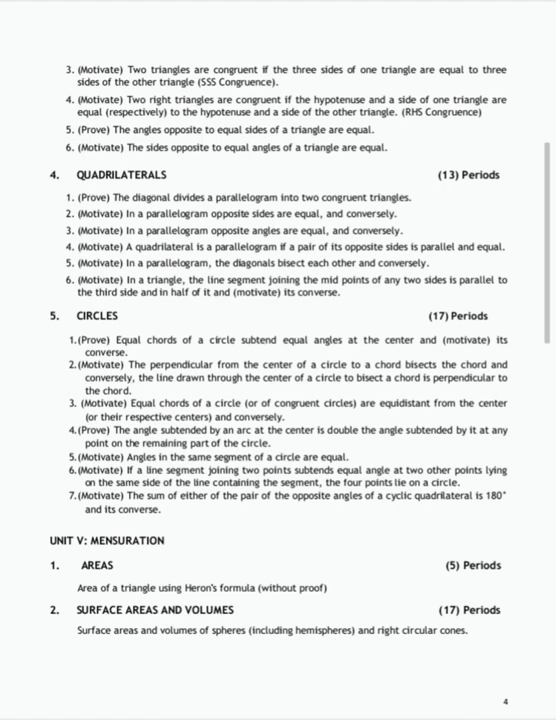 3. (Motivate) Two triangles are congruent if the three sides of one triangle are equal to three
sides of the other triangle (SSS Congruence).
4. (Motivate) Two right triangles are congruent if the hypotenuse and a side of one triangle are
equal (respectively) to the hypotenuse and a side of the other triangle. (RHS Congruence)
5. (Prove) The angles opposite to equal sides of a triangle are equal.
6. (Motivate) The sides opposite to equal angles of a triangle are equal.
4. QUADRILATERALS (13) Periods
1. (Prove) The diagonal divides a parallelogram into two congruent triangles.
2. (Motivate) In a parallelogram opposite sides are equal, and conversely.
3. (Motivate) In a parallelogram opposite angles are equal, and conversely.
4. (Motivate) A quadrilateral is a parallelogram if a pair of its opposite sides is parallel and equal.
5. (Motivate) In a parallelogram, the diagonals bisect each other and conversely.
6. (Motivate) In a triangle, the line segment joining the mid points of any two sides is parallel to
the third side and in half of it and (motivate) its converse.
5. CIRCLES (17) Periods
1.(Prove) Equal chords of a circle subtend equal angles at the center and (motivate) its
converse.
2.(Motivate) The perpendicular from the center of a circle to a chord bisects the chord and
conversely, the line drawn through the center of a circle to bisect a chord is perpendicular to
the chord.
3. (Motivate) Equal chords of a circle (or of congruent circles) are equidistant from the center
(or their respective centers) and conversely.
4.(Prove) The angle subtended by an arc at the center is double the angle subtended by it at any
point on the remaining part of the circle.
5.(Motivate) Angles in the same segment of a circle are equal.
6.(Motivate) If a line segment joining two points subtends equal angle at two other points lying
on the same side of the line containing the segment, the four points lie on a circle.
7.(Motivate) The sum of either of the pair of the opposite angles of a cyclic quadrilateral is 180°
and its converse.
UNIT V: MENSURATION
1. AREAS (5) Periods
Area of a triangle using Heron's formula (without proof)
2. SURFACE AREAS AND VOLUMES (17) Periods
Surface areas and volumes of spheres (including hemispheres) and right circular cones.
4